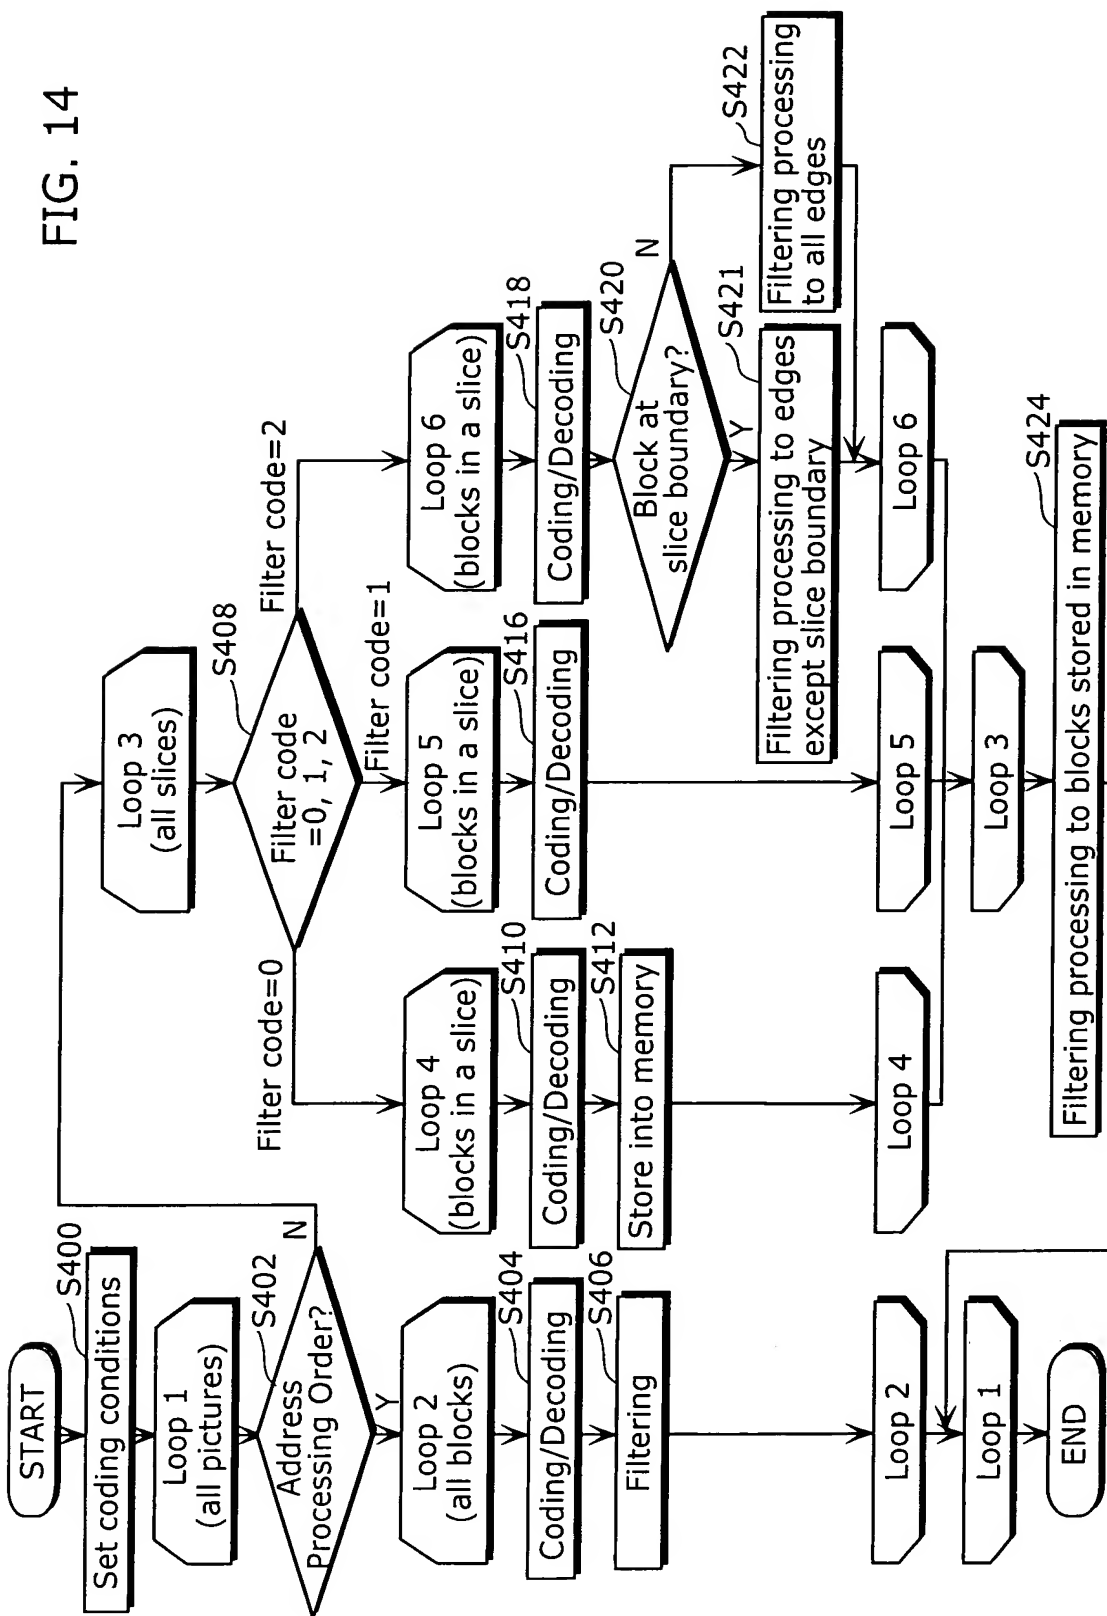 FIG. 14
START
S400
Set coding conditions
Loop 1
(all pictures)
S402
Address
Processing Order?
N
Y
Loop 2
(all blocks)
S404
Coding/Decoding
S406
Filtering
Loop 2
Loop 1
END
Loop 3
(all slices)
S408
Filter code
=0, 1, 2
Filter code=0
Filter code=1
Filter code=2
Loop 4
(blocks in a slice)
S410
Coding/Decoding
S412
Store into memory
Loop 4
Loop 5
(blocks in a slice)
S416
Coding/Decoding
Loop 5
Loop 6
(blocks in a slice)
S418
Coding/Decoding
S420
Block at
slice boundary?
N
Y
S421
Filtering processing to edges
except slice boundary
S422
Filtering processing
to all edges
Loop 6
Loop 3
S424
Filtering processing to blocks stored in memory